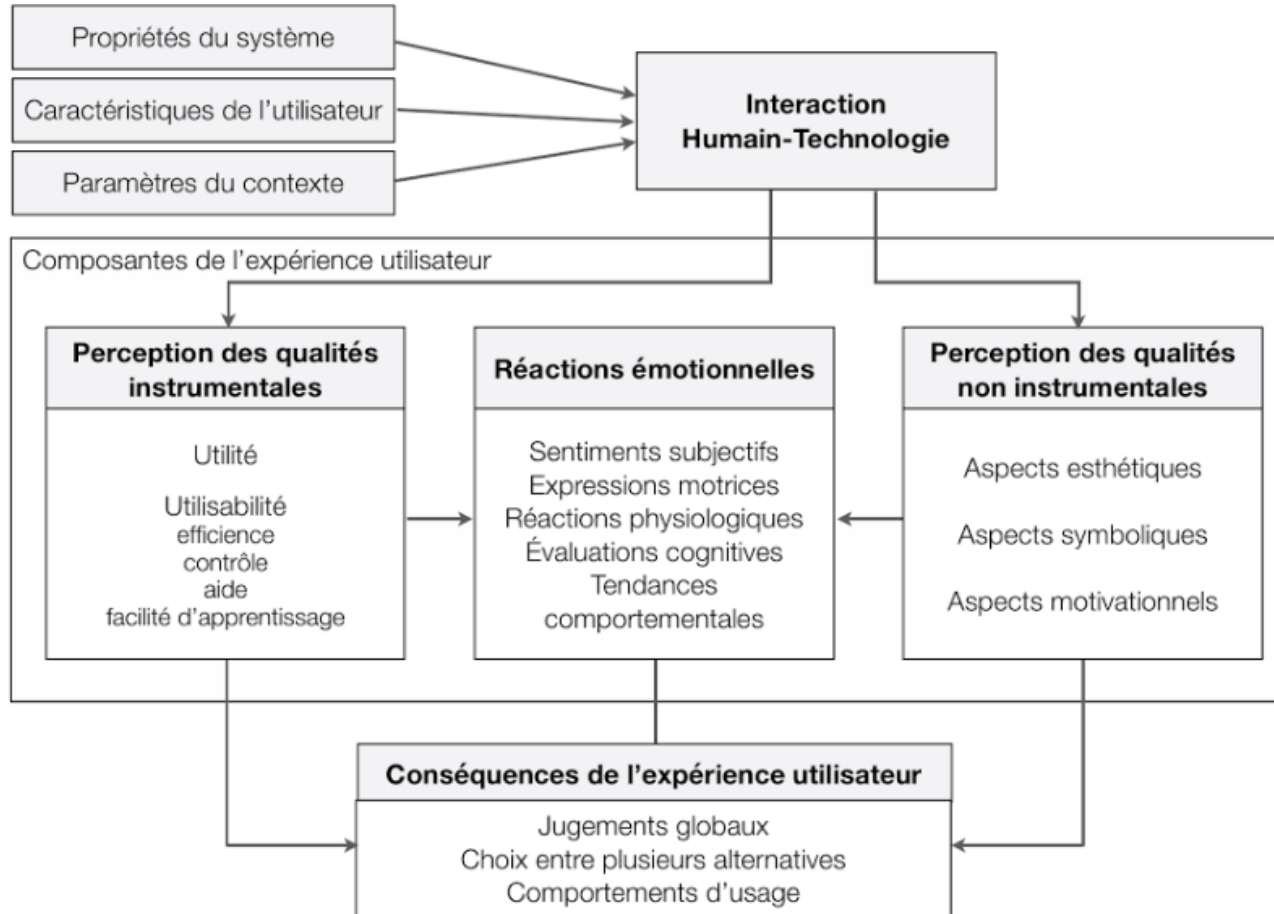 Propriétés du système
Caractéristiques de l'utilisateur
Paramètres du contexte
Interaction
Humain-Technologie
Composantes de l'expérience utilisateur
Perception des qualités
instrumentales
Utilité
Utilisabilité
efficience
contrôle
aide
facilité d'apprentissage
Réactions émotionnelles
Sentiments subjectifs
Expressions motrices
Réactions physiologiques
Évaluations cognitives
Tendances
comportementales
Perception des qualités
non instrumentales
Aspects esthétiques
Aspects symboliques
Aspects motivationnels
Conséquences de l'expérience utilisateur
Jugements globaux
Choix entre plusieurs alternatives
Comportements d'usage